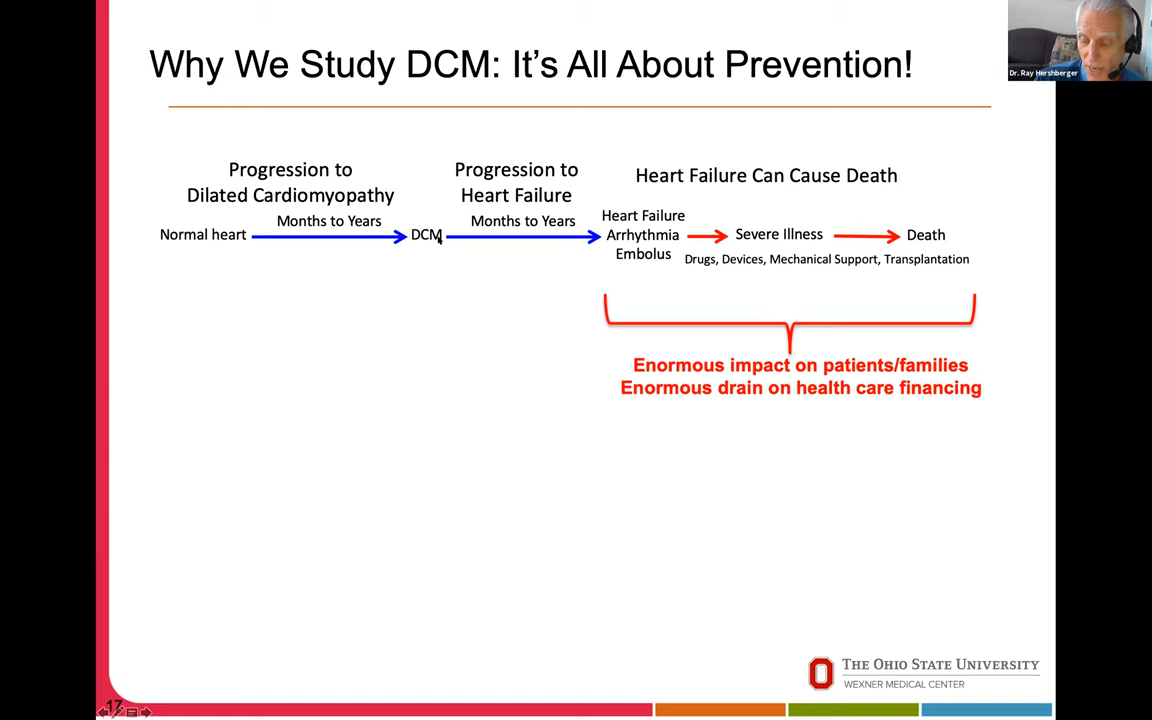 Why We Study DCM: It's All About Prevention!
Dr. Ray Hershberger
Progression to
Dilated Cardiomyopathy
Progression to
Heart Failure
Heart Failure Can Cause Death
Months to Years
Months to Years
Normal heart
DCM
Heart Failure
Arrhythmia
Embolus
Severe Illness
Death
Drugs, Devices, Mechanical Support, Transplantation
Enormous impact on patients/families
Enormous drain on health care financing
THE OHIO STATE UNIVERSITY
WEXNER MEDICAL CENTER
17